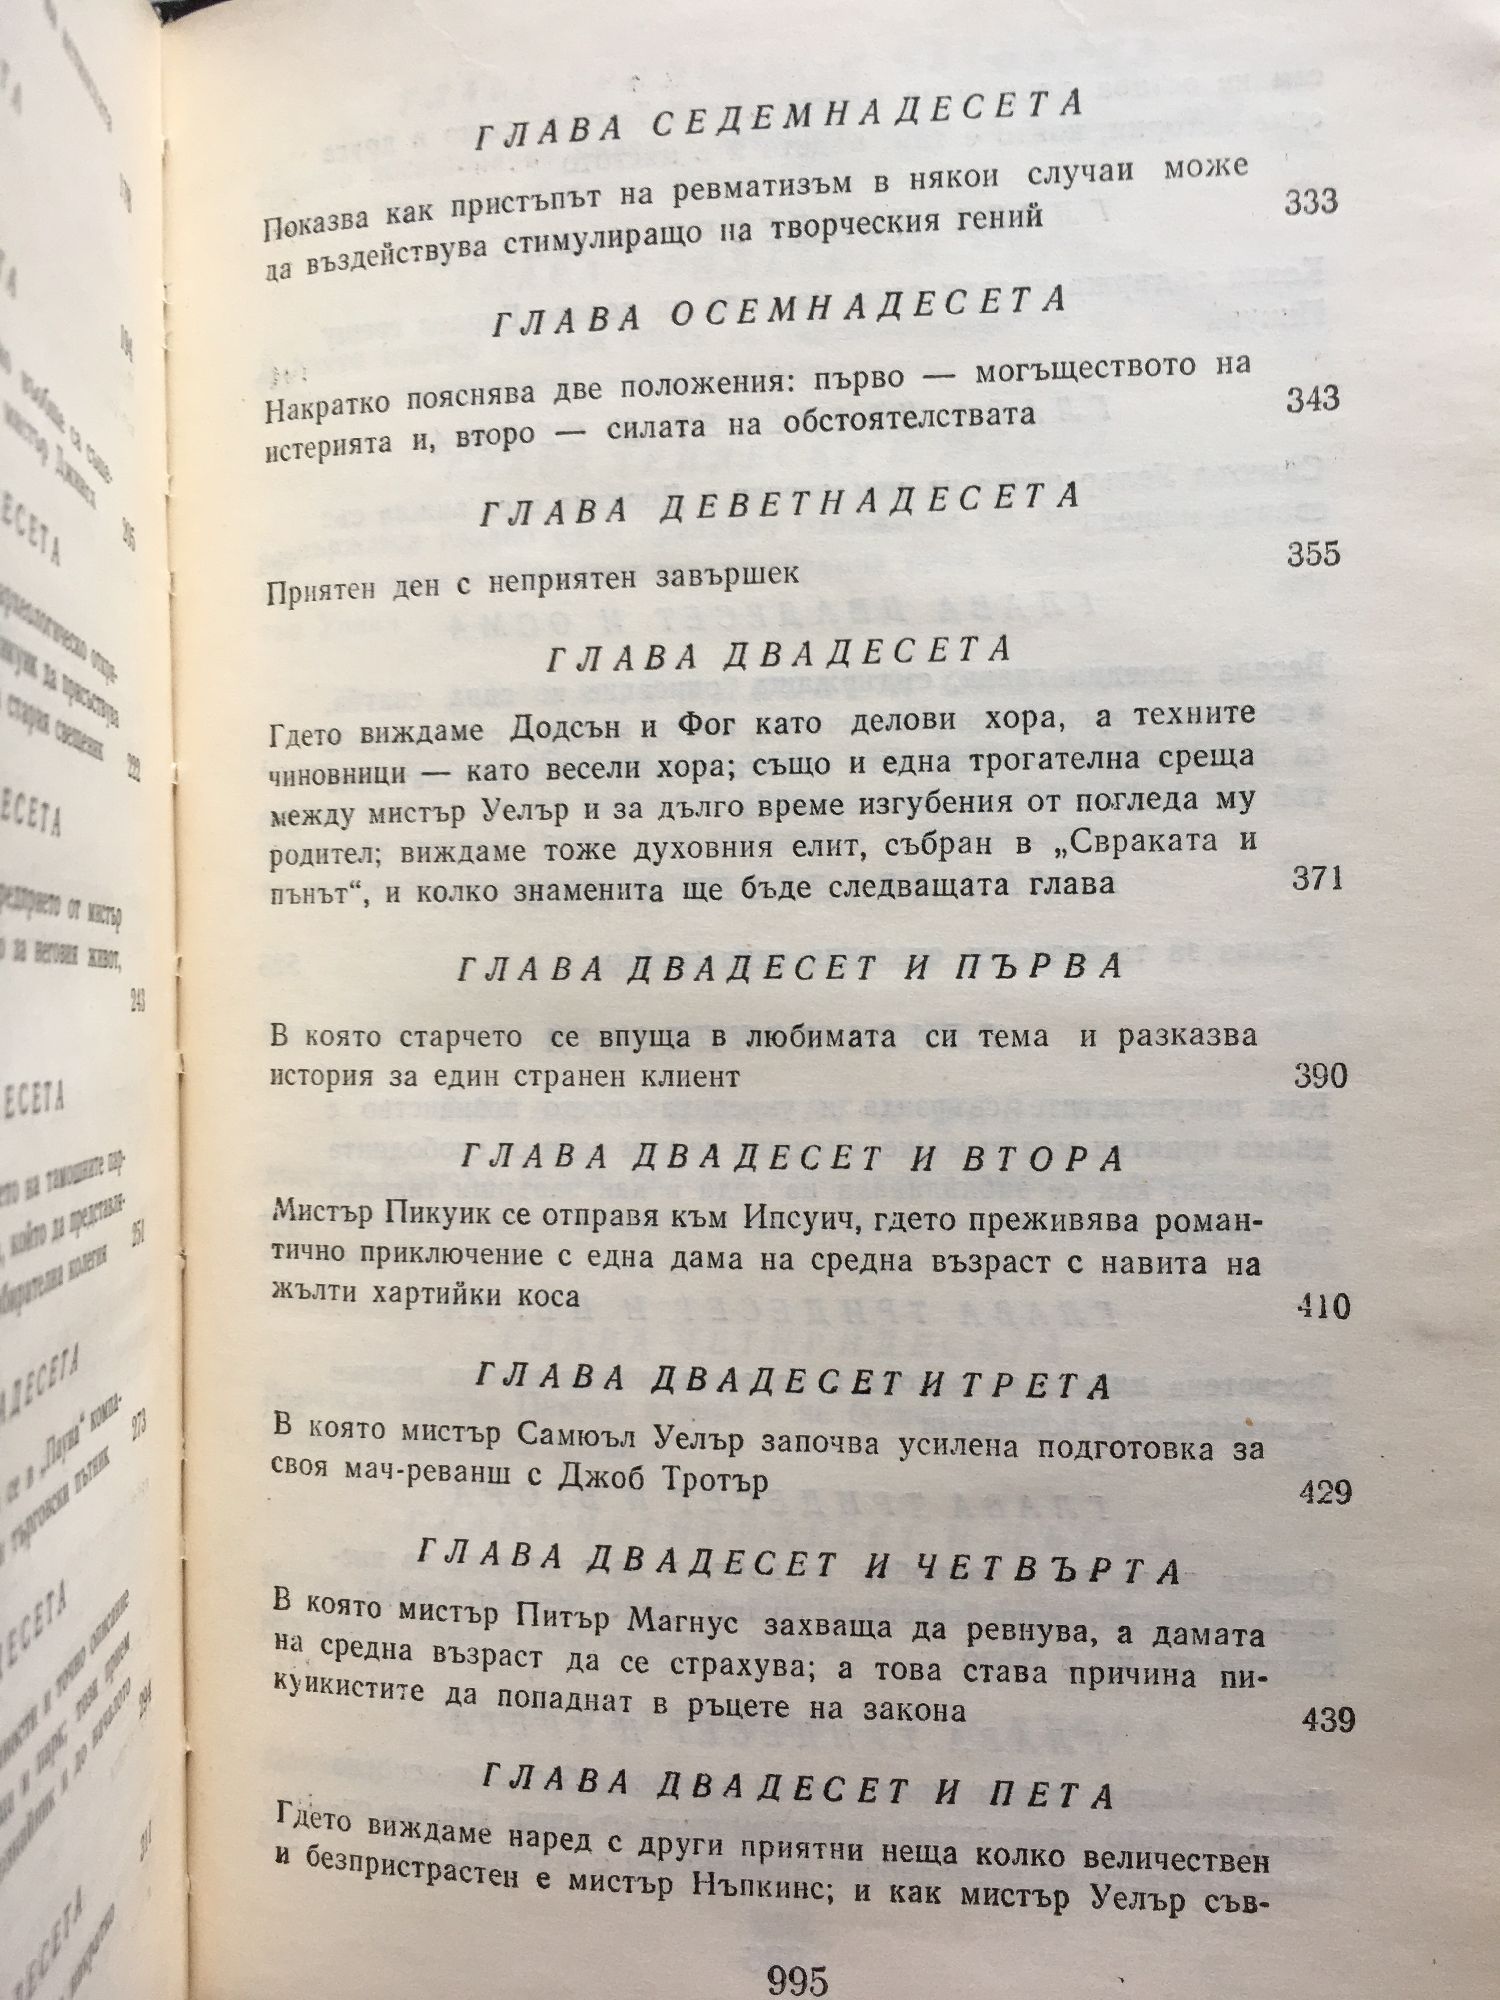 ГЛАВА СЕДЕМНАДЕСЕТА
Показва как пристъпът на ревматизъм в някои случаи може
да въздействува стимулиращо на творческия гений 333
ГЛАВА ОСЕМНАДЕСЕТА
Накратко пояснява две положения: първо — могъществото на
истерията и, второ — силата на обстоятелствата 343
ГЛАВА ДЕВЕТНАДЕСЕТА
Приятен ден с неприятен завършек 355
ГЛАВА ДВАДЕСЕТА
Гдето виждаме Додсън и Фог като делови хора, а техните
чиновници — като весели хора; също и една трогателна среща
между мистър Уелър и за дълго време изгубения от погледа му
родител; виждаме тоже духовния елит, събран в „Свраката и
пънът“, и колко знаменита ще бъде следващата глава 371
ГЛАВА ДВАДЕСЕТ И ПЪРВА
В която старчето се впуща в любимата си тема и разказва
история за един странен клиент 390
ГЛАВА ДВАДЕСЕТ И ВТОРА
Мистър Пикуик се отправя към Ипсуич, гдето преживява роман-
тично приключение с една дама на средна възраст с навита на
жълти хартийки коса 410
ГЛАВА ДВАДЕСЕТ И ТРЕТА
В която мистър Самюъл Уелър започва усилена подготовка за
своя мач-реванш с Джоб Тротър 429
ГЛАВА ДВАДЕСЕТ И ЧЕТВЪРТА
В която мистър Питър Магнус захваща да ревнува, а дамата
на средна възраст да се страхува; а това става причина пи-
куикистите да попаднат в ръцете на закона 439
ГЛАВА ДВАДЕСЕТ И ПЕТА
Гдето виждаме наред с други приятни неща колко величествен
и безпристрастен е мистър Нъпкинс; и как мистър Уелър съв-
995